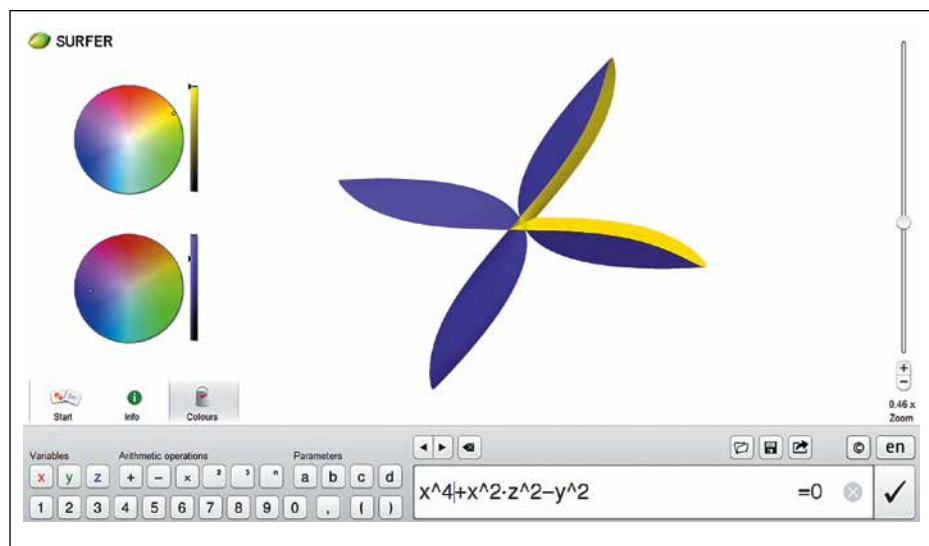 SURFER
Start
Info
Colours
+
−
0.46 x
Zoom
Variables Arithmetic operations Parameters
© en
x y z + − × ² ³ ⁿ a b c d
x^4+x^2·z^2−y^2 =0
1 2 3 4 5 6 7 8 9 0 , ( )